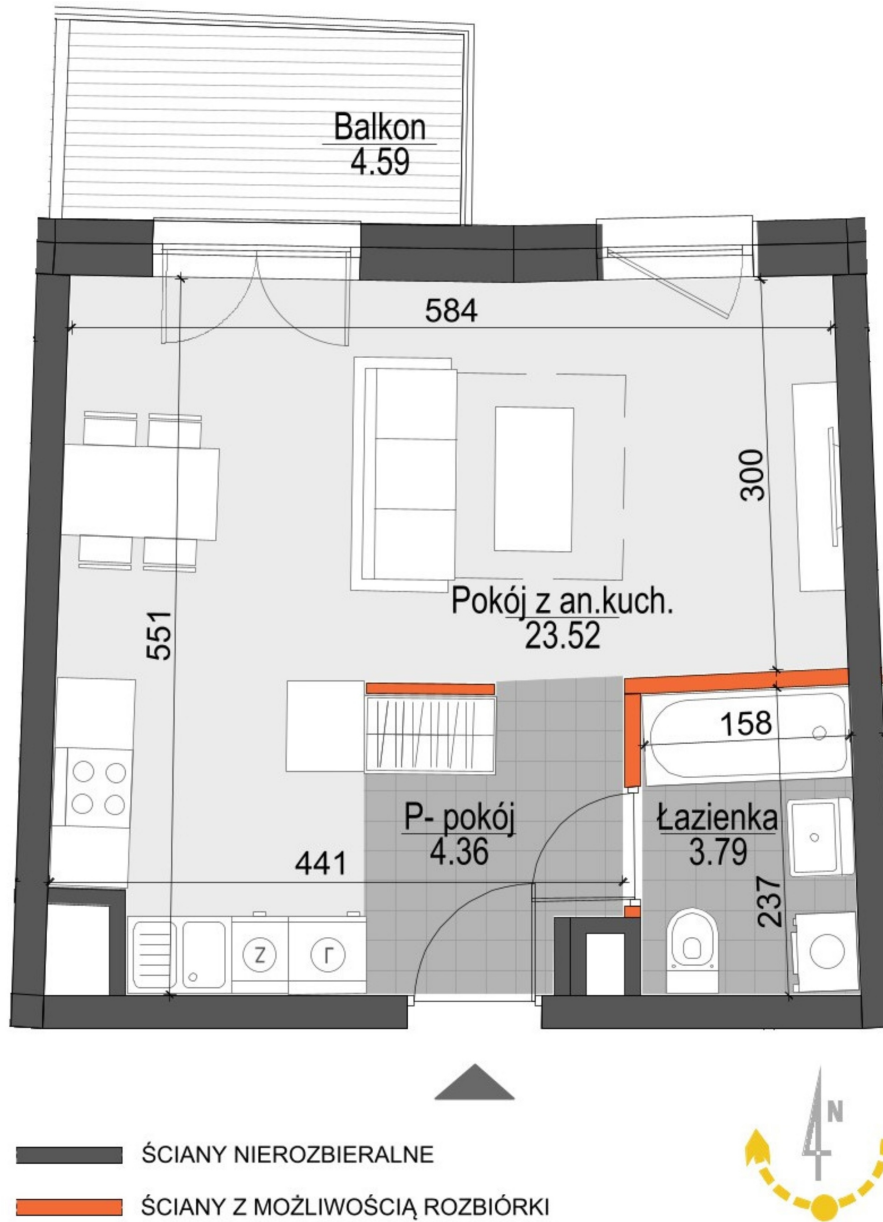 Balkon
4.59
584
300
551
Pokój z an.kuch.
23.52
158
P- pokój
4.36
Łazienka
3.79
441
237
Z
Γ
N
ŚCIANY NIEROZBIERALNE
ŚCIANY Z MOŻLIWOŚCIĄ ROZBIÓRKI